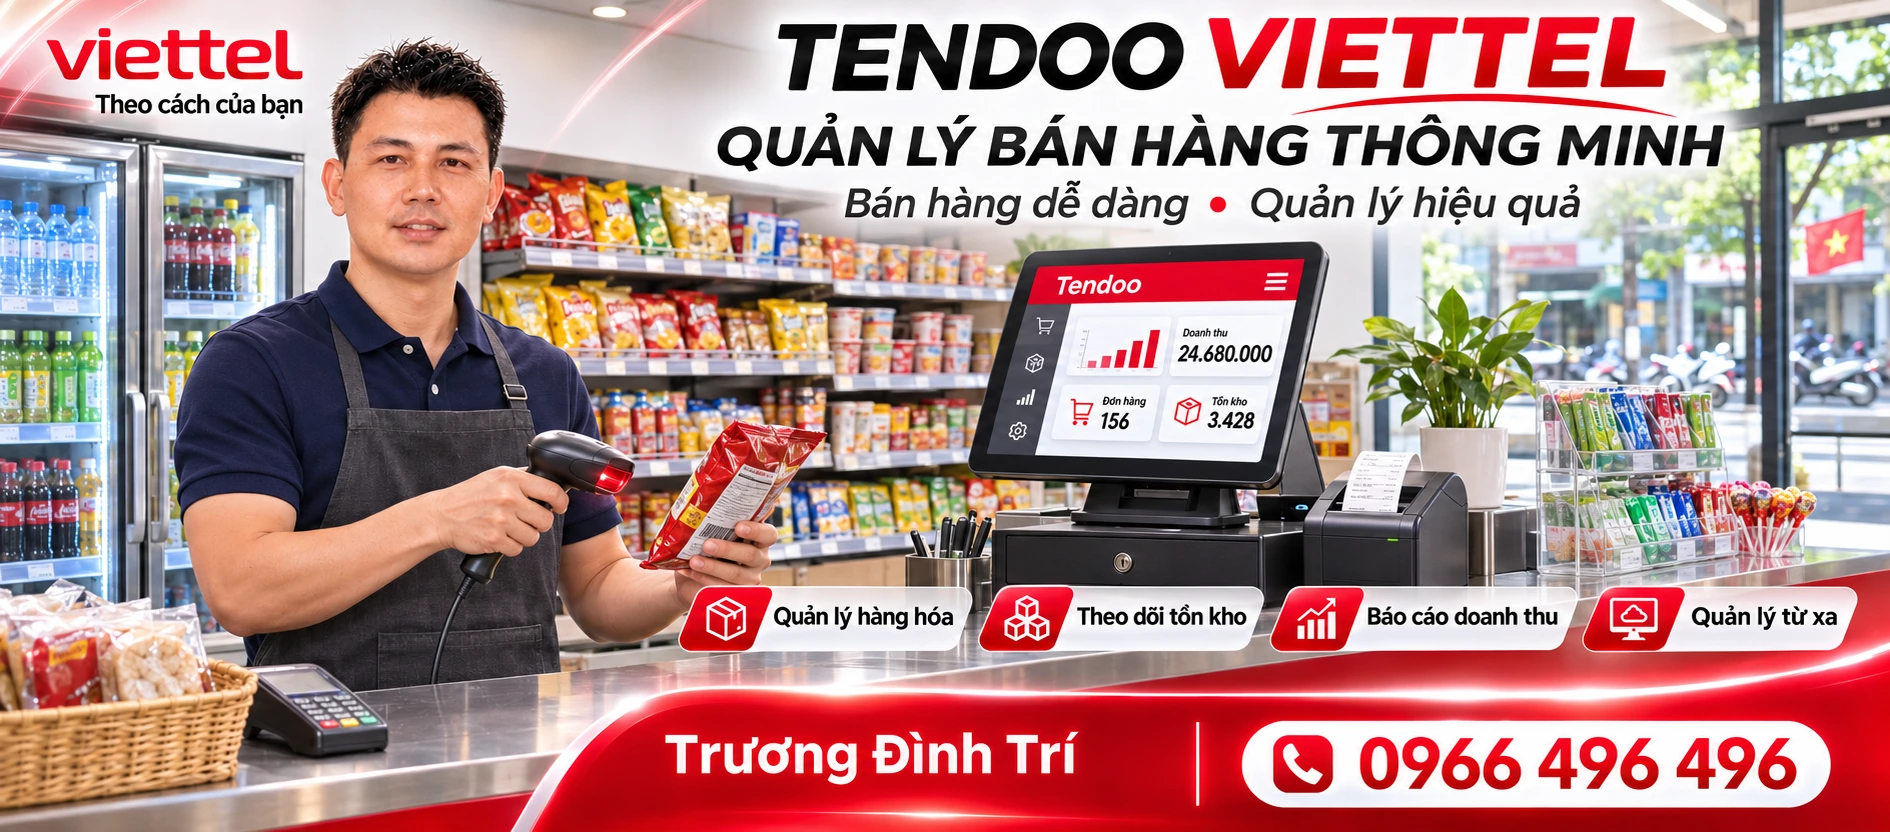 viettel
Theo cách của bạn
TENDOO VIETTEL
QUẢN LÝ BÁN HÀNG THÔNG MINH
Bán hàng dễ dàng • Quản lý hiệu quả
Tendoo
Doanh thu
24.680.000
Đơn hàng
156
Tồn kho
3.428
Quản lý hàng hóa
Theo dõi tồn kho
Báo cáo doanh thu
Quản lý từ xa
Trương Đình Trí
0966 496 496